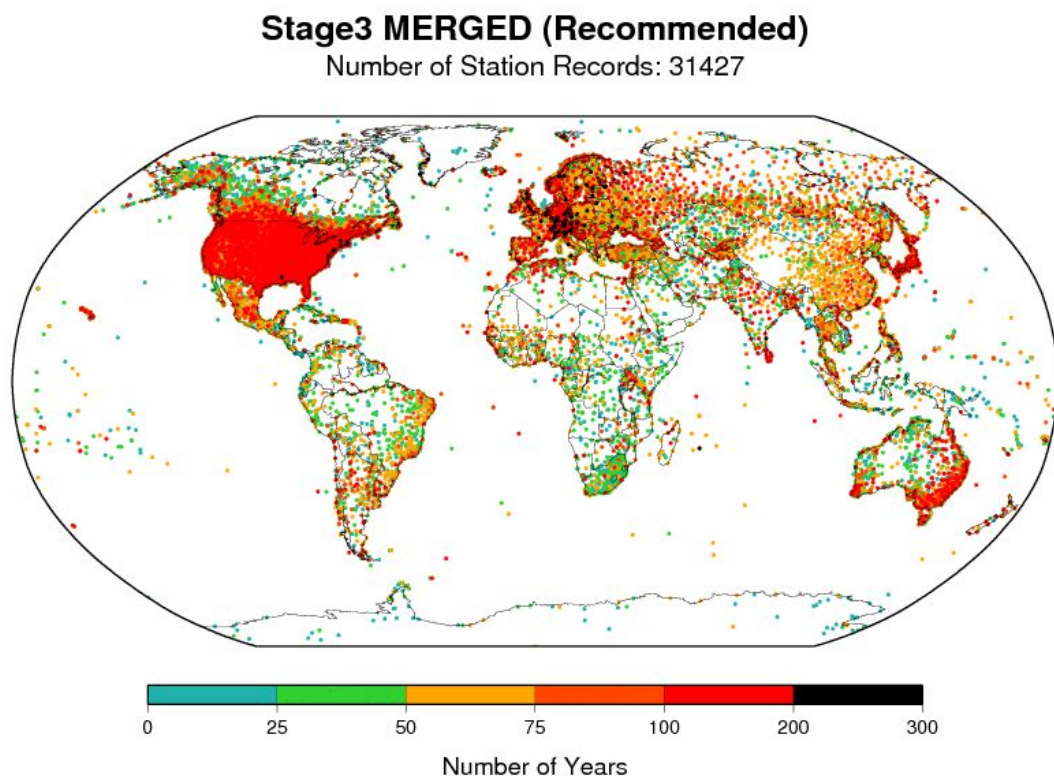 Stage3 MERGED (Recommended)
Number of Station Records: 31427
0 25 50 75 100 200 300
Number of Years